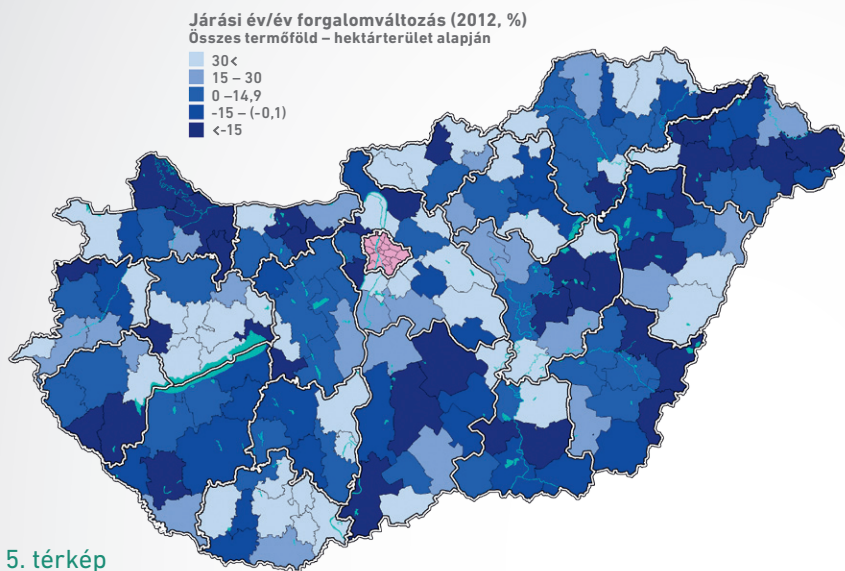 Járási év/év forgalomváltozás (2012, %)
Összes termőföld – hektárterület alapján
30<
15 – 30
0 –14,9
-15 – (-0,1)
<-15
5. térkép